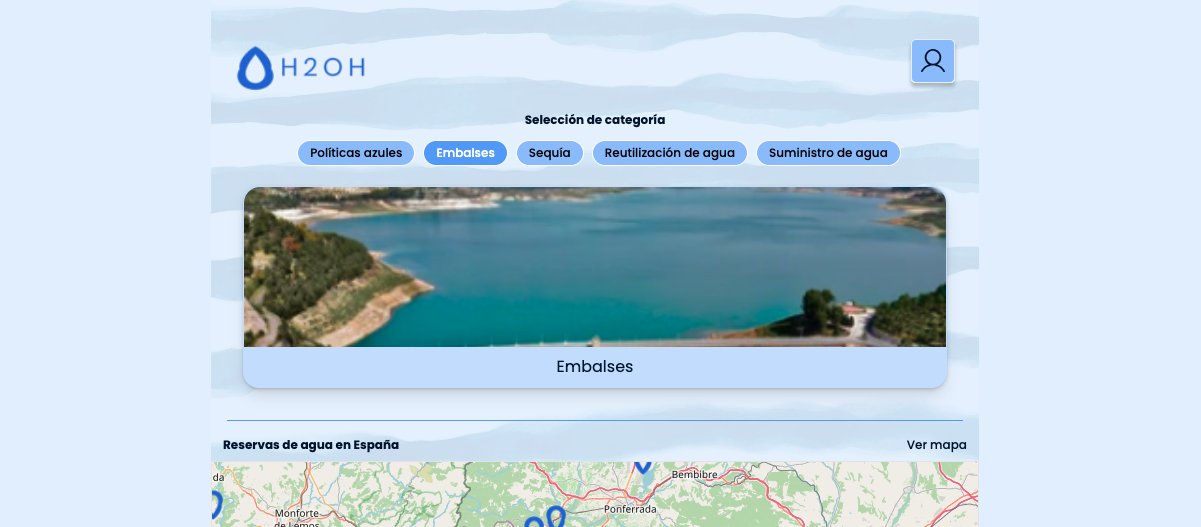 H2OH
Selección de categoría
Políticas azules
Embalses
Sequía
Reutilización de agua
Suministro de agua
Embalses
Reservas de agua en España
Ver mapa
da
Bembibre
Ponferrada
Monforte
de Lemos